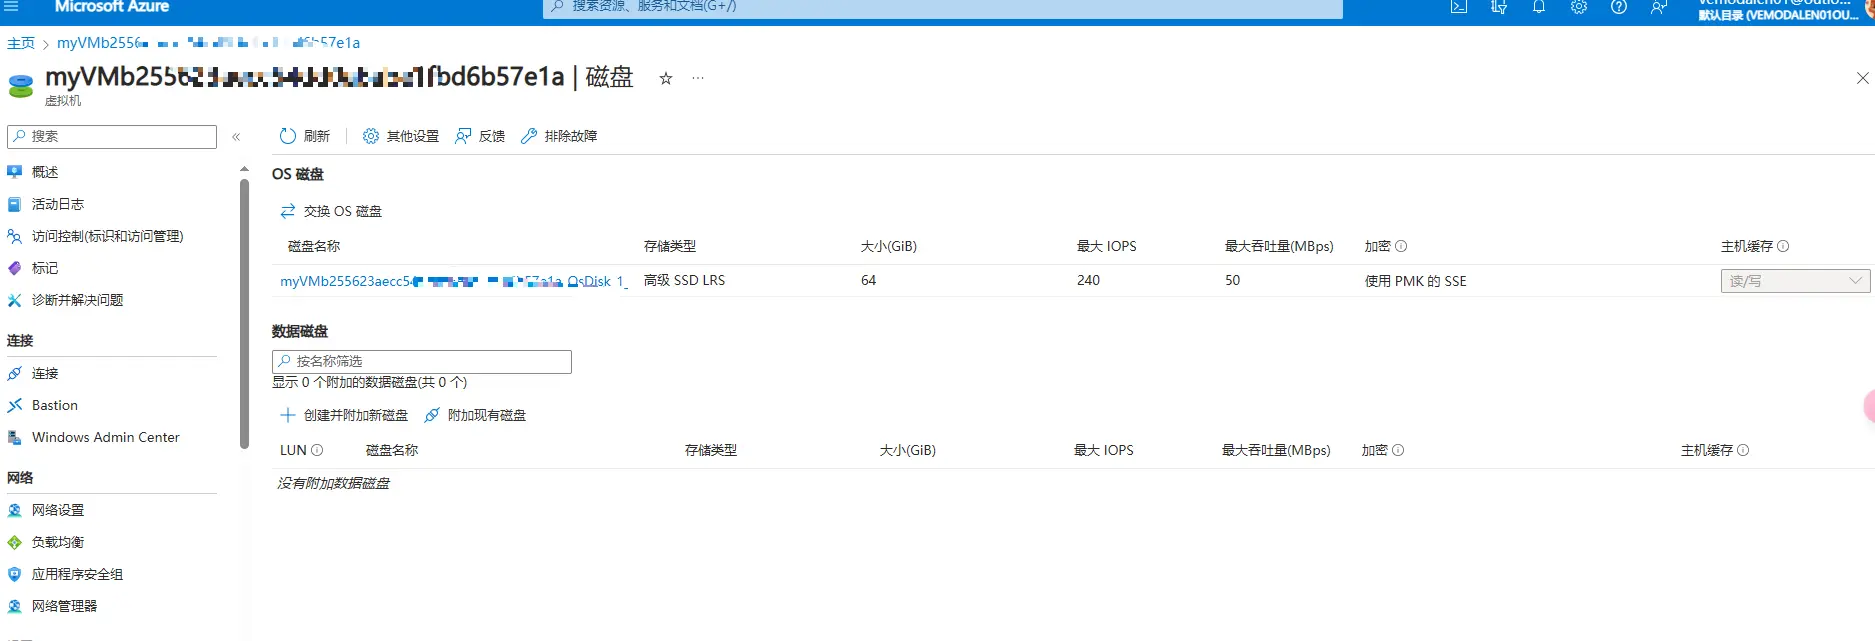 Microsoft Azure
搜索资源、服务和文档(G+/)
默认目录 (VEMODALEN01OU...
主页 > myVMb2556 b57e1a
myVMb255 1fbd6b57e1a | 磁盘
虚拟机
搜索
刷新 其他设置 反馈 排除故障
概述
活动日志
访问控制(标识和访问管理)
标记
诊断并解决问题
连接
连接
Bastion
Windows Admin Center
网络
网络设置
负载均衡
应用程序安全组
网络管理器
OS 磁盘
交换 OS 磁盘
磁盘名称 存储类型 大小(GiB) 最大 IOPS 最大吞吐量(MBps) 加密 主机缓存
myVMb255623aecc5 OsDisk_1_ 高级 SSD LRS 64 240 50 使用 PMK 的 SSE 读/写
数据磁盘
按名称筛选
显示 0 个附加的数据磁盘(共 0 个)
创建并附加新磁盘 附加现有磁盘
LUN 磁盘名称 存储类型 大小(GiB) 最大 IOPS 最大吞吐量(MBps) 加密 主机缓存
没有附加数据磁盘